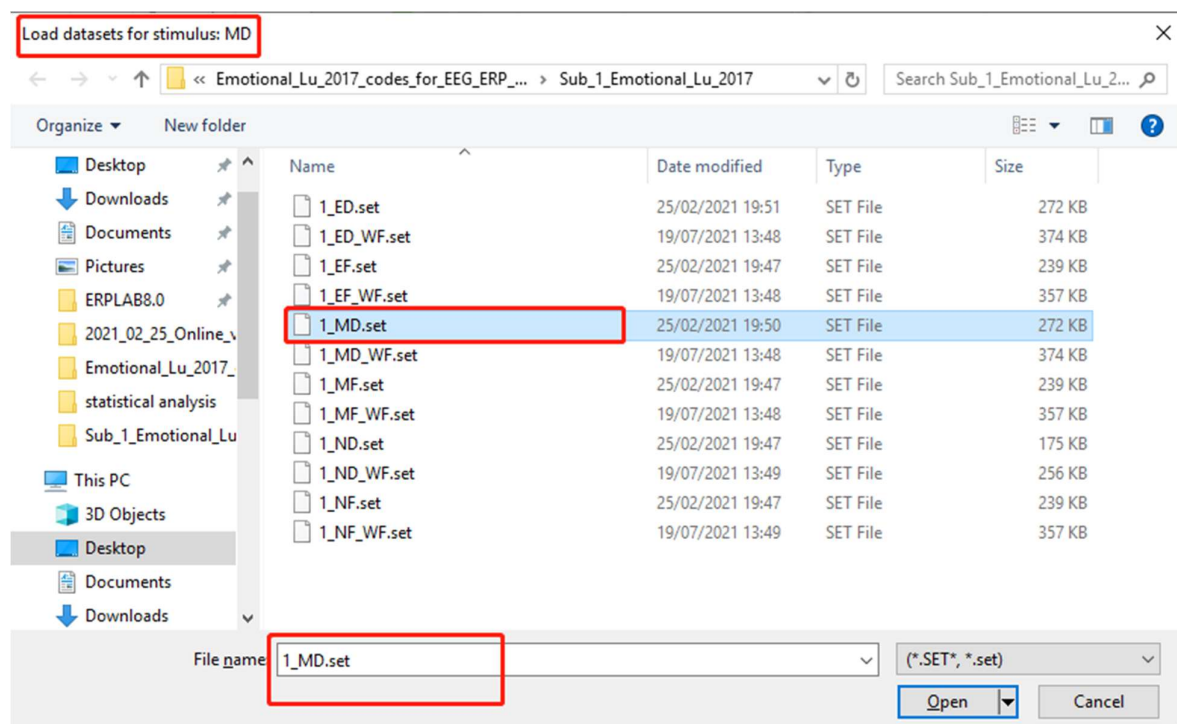 Load datasets for stimulus: MD
« Emotional_Lu_2017_codes_for_EEG_ERP_... > Sub_1_Emotional_Lu_2017
Search Sub_1_Emotional_Lu_2...
Organize New folder
Name Date modified Type Size
Desktop
Downloads
Documents
Pictures
ERPLAB8.0
2021_02_25_Online_v
Emotional_Lu_2017_
statistical analysis
Sub_1_Emotional_Lu
This PC
3D Objects
Desktop
Documents
Downloads
1_ED.set 25/02/2021 19:51 SET File 272 KB
1_ED_WF.set 19/07/2021 13:48 SET File 374 KB
1_EF.set 25/02/2021 19:47 SET File 239 KB
1_EF_WF.set 19/07/2021 13:48 SET File 357 KB
1_MD.set 25/02/2021 19:50 SET File 272 KB
1_MD_WF.set 19/07/2021 13:48 SET File 374 KB
1_MF.set 25/02/2021 19:47 SET File 239 KB
1_MF_WF.set 19/07/2021 13:48 SET File 357 KB
1_ND.set 25/02/2021 19:47 SET File 175 KB
1_ND_WF.set 19/07/2021 13:49 SET File 256 KB
1_NF.set 25/02/2021 19:47 SET File 239 KB
1_NF_WF.set 19/07/2021 13:49 SET File 357 KB
File name: 1_MD.set (*.SET*, *.set)
Open Cancel